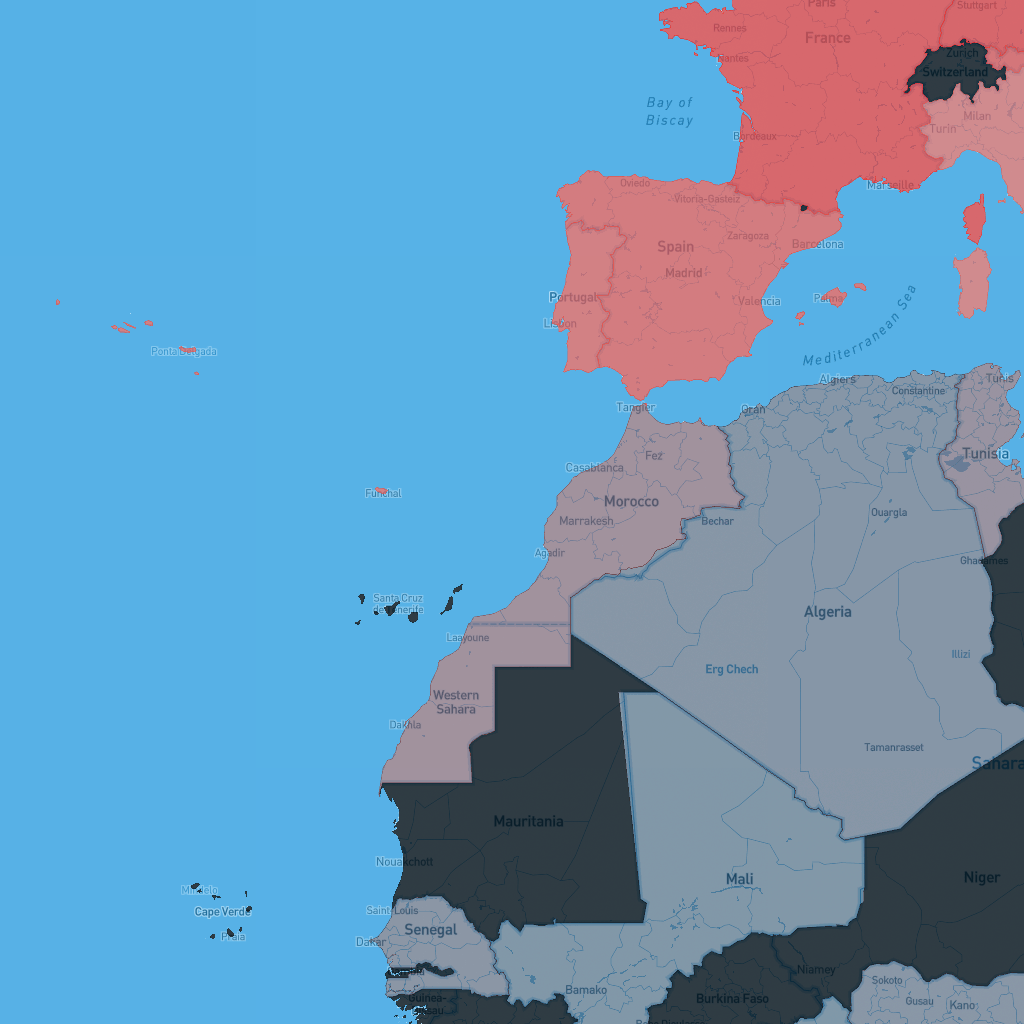 Paris
Stuttgart
Rennes
France
Zurich
Nantes
Switzerland
Bay of
Biscay
Milan
Turin
Bordeaux
Marseille
Oviedo
Vitoria-Gasteiz
Zaragoza
Spain
Barcelona
Madrid
Portugal
Palma
Valencia
Lisbon
Mediterranean Sea
Ponta Delgada
Algiers
Tunis
Constantine
Tangier
Oran
Fez
Tunisia
Casablanca
Funchal
Morocco
Ouargla
Marrakesh
Bechar
Agadir
Ghadames
Santa Cruz
de Tenerife
Algeria
Laayoune
Illizi
Erg Chech
Western
Sahara
Dakhla
Tamanrasset
Sahara
Mauritania
Nouakchott
Mali
Niger
Mindelo
Cape Verde
Saint-Louis
Praia
Senegal
Dakar
Niamey
Sokoto
Bamako
Guinea-
Burkina Faso
Gusau
Kano